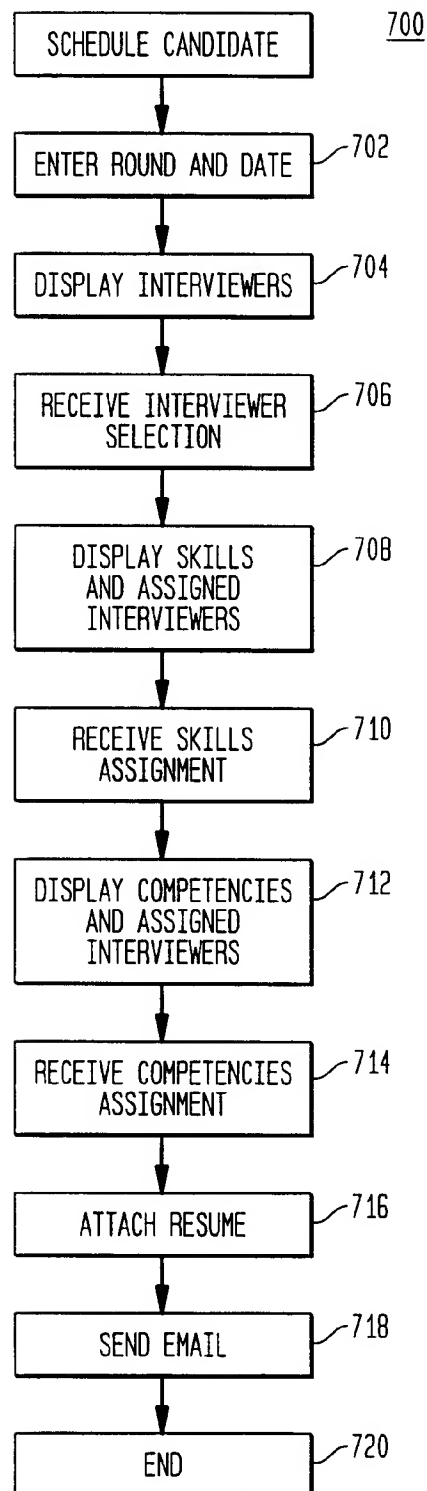 700
SCHEDULE CANDIDATE
ENTER ROUND AND DATE
702
DISPLAY INTERVIEWERS
704
RECEIVE INTERVIEWER
SELECTION
706
DISPLAY SKILLS
AND ASSIGNED
INTERVIEWERS
708
RECEIVE SKILLS
ASSIGNMENT
710
DISPLAY COMPETENCIES
AND ASSIGNED
INTERVIEWERS
712
RECEIVE COMPETENCIES
ASSIGNMENT
714
ATTACH RESUME
716
SEND EMAIL
718
END
720